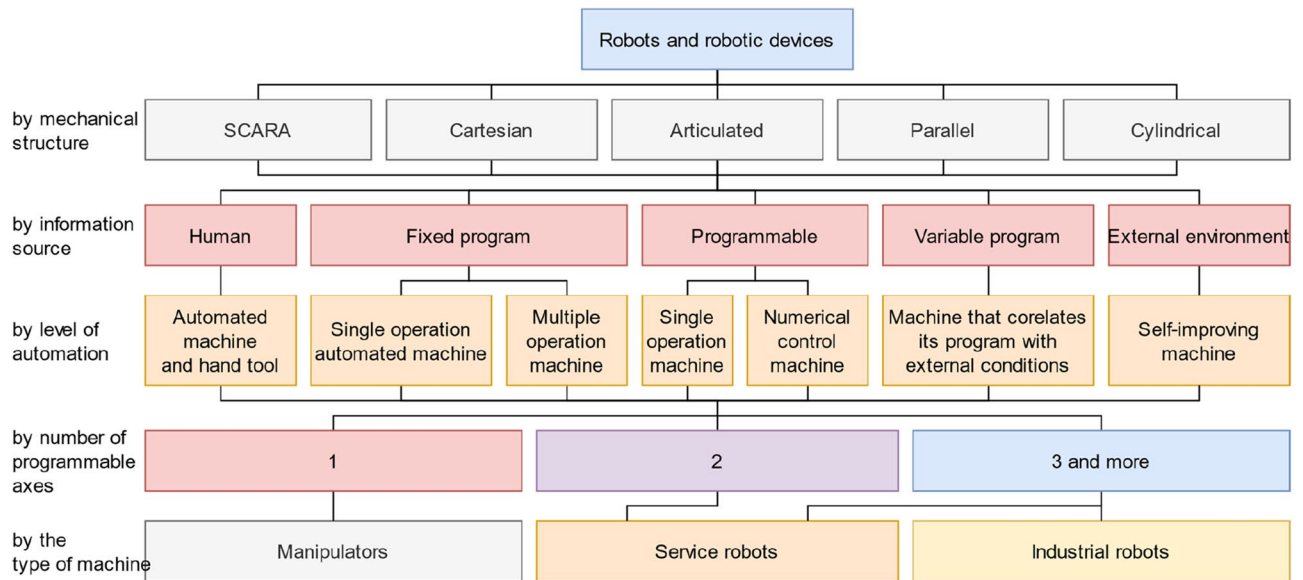 Robots and robotic devices
by mechanical
structure
SCARA
Cartesian
Articulated
Parallel
Cylindrical
by information
source
Human
Fixed program
Programmable
Variable program
External environment
by level of
automation
Automated
machine
and hand tool
Single operation
automated machine
Multiple
operation
machine
Single
operation
machine
Numerical
control
machine
Machine that corelates
its program with
external conditions
Self-improving
machine
by number of
programmable
axes
1
2
3 and more
by the
type of machine
Manipulators
Service robots
Industrial robots